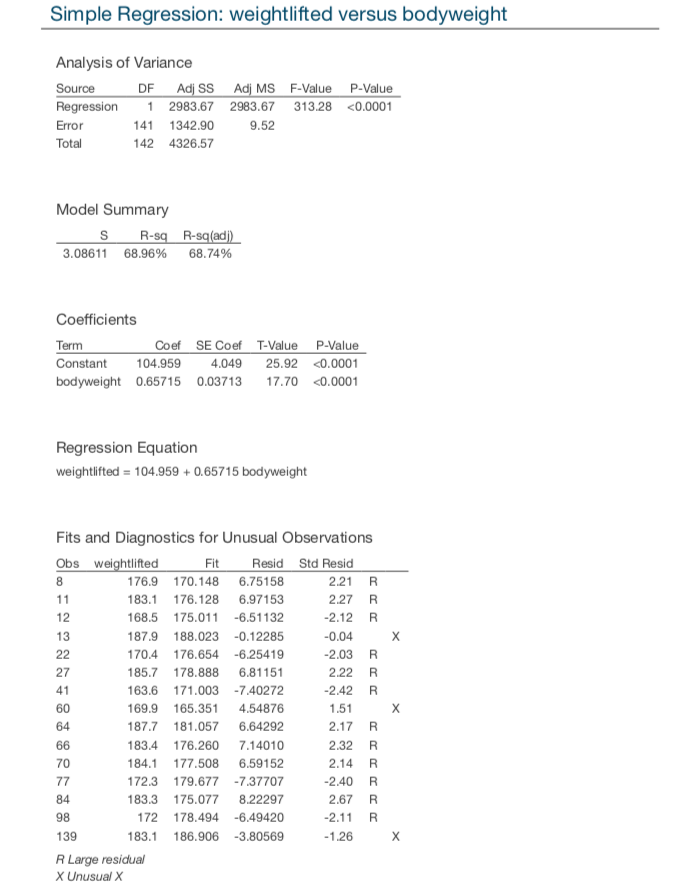 Simple Regression: weightlifted versus bodyweight
Analysis of Variance
Source DF Adj SS Adj MS F-Value P-Value
Regression 1 2983.67 2983.67 313.28 <0.0001
Error 141 1342.90 9.52
Total 142 4326.57
Model Summary
S R-sq R-sq(adj)
3.08611 68.96% 68.74%
Coefficients
Term Coef SE Coef T-Value P-Value
Constant 104.959 4.049 25.92 <0.0001
bodyweight 0.65715 0.03713 17.70 <0.0001
Regression Equation
weightlifted = 104.959 + 0.65715 bodyweight
Fits and Diagnostics for Unusual Observations
Obs weightlifted Fit Resid Std Resid
8 176.9 170.148 6.75158 2.21 R
11 183.1 176.128 6.97153 2.27 R
12 168.5 175.011 -6.51132 -2.12 R
13 187.9 188.023 -0.12285 -0.04 X
22 170.4 176.654 -6.25419 -2.03 R
27 185.7 178.888 6.81151 2.22 R
41 163.6 171.003 -7.40272 -2.42 R
60 169.9 165.351 4.54876 1.51 X
64 187.7 181.057 6.64292 2.17 R
66 183.4 176.260 7.14010 2.32 R
70 184.1 177.508 6.59152 2.14 R
77 172.3 179.677 -7.37707 -2.40 R
84 183.3 175.077 8.22297 2.67 R
98 172 178.494 -6.49420 -2.11 R
139 183.1 186.906 -3.80569 -1.26 X
R Large residual
X Unusual X